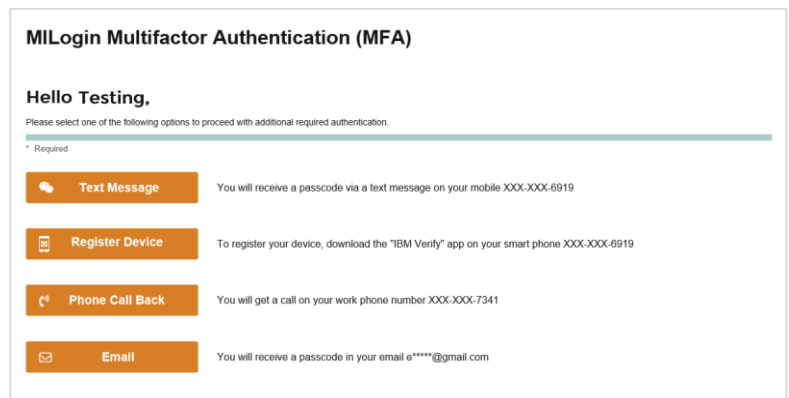 MILogin Multifactor Authentication (MFA)
Hello Testing,
Please select one of the following options to proceed with additional required authentication.
* Required
Text Message You will receive a passcode via a text message on your mobile XXX-XXX-6919
Register Device To register your device, download the "IBM Verify" app on your smart phone XXX-XXX-6919
Phone Call Back You will get a call on your work phone number XXX-XXX-7341
Email You will receive a passcode in your email e*****@gmail.com